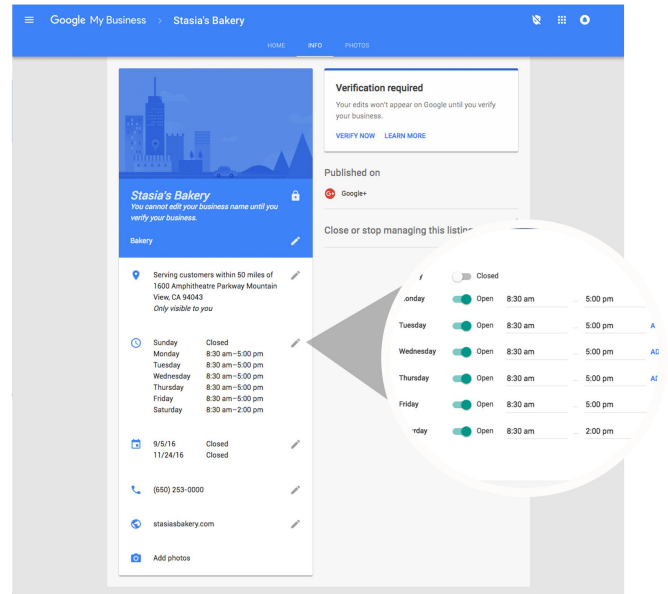 Google My Business > Stasia's Bakery
HOME INFO PHOTOS
Stasia's Bakery
You cannot edit your business name until you
verify your business.
Bakery
Serving customers within 50 miles of
1600 Amphitheatre Parkway Mountain
View, CA 94043
Only visible to you
Sunday Closed
Monday 8:30 am–5:00 pm
Tuesday 8:30 am–5:00 pm
Wednesday 8:30 am–5:00 pm
Thursday 8:30 am–5:00 pm
Friday 8:30 am–5:00 pm
Saturday 8:30 am–2:00 pm
9/5/16 Closed
11/24/16 Closed
(650) 253-0000
stasiasbakery.com
Add photos
Verification required
Your edits won't appear on Google until you verify
your business.
VERIFY NOW LEARN MORE
Published on
G+ Google+
Close or stop managing this listing
Closed
onday Open 8:30 am 5:00 pm
Tuesday Open 8:30 am 5:00 pm A
Wednesday Open 8:30 am 5:00 pm AD
Thursday Open 8:30 am 5:00 pm
Friday Open 8:30 am 5:00 pm
rday Open 8:30 am 2:00 pm